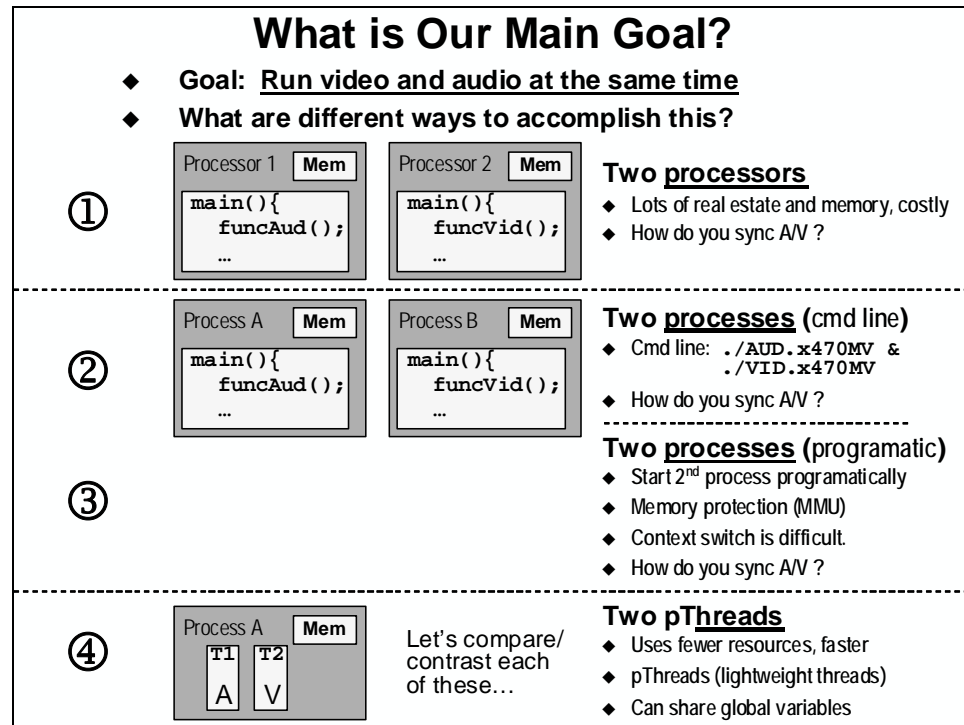 What is Our Main Goal?
◆ Goal: Run video and audio at the same time
◆ What are different ways to accomplish this?
①
Processor 1 Mem
main(){
funcAud();
…
Processor 2 Mem
main(){
funcVid();
…
Two processors
◆ Lots of real estate and memory, costly
◆ How do you sync A/V ?
②
Process A Mem
main(){
funcAud();
…
Process B Mem
main(){
funcVid();
…
Two processes (cmd line)
◆ Cmd line: ./AUD.x470MV &
./VID.x470MV
◆ How do you sync A/V ?
③
Two processes (programatic)
◆ Start 2nd process programatically
◆ Memory protection (MMU)
◆ Context switch is difficult.
◆ How do you sync A/V ?
④
Process A Mem
T1 T2
A V
Let's compare/
contrast each
of these…
Two pThreads
◆ Uses fewer resources, faster
◆ pThreads (lightweight threads)
◆ Can share global variables